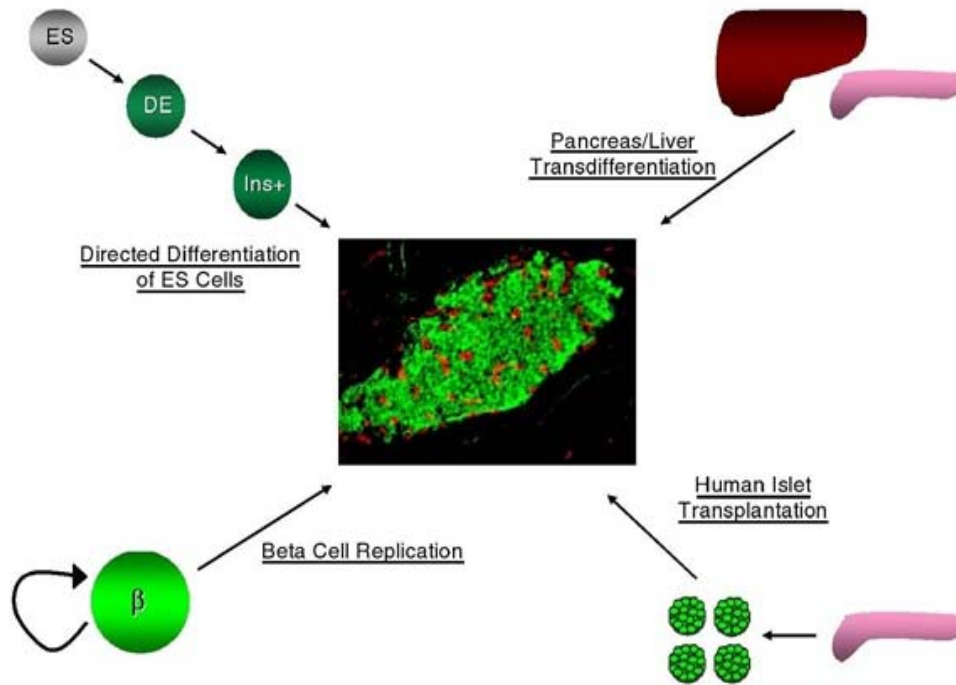 ES
DE
Ins+
Directed Differentiation
of ES Cells
Pancreas/Liver
Transdifferentiation
β
Beta Cell Replication
Human Islet
Transplantation